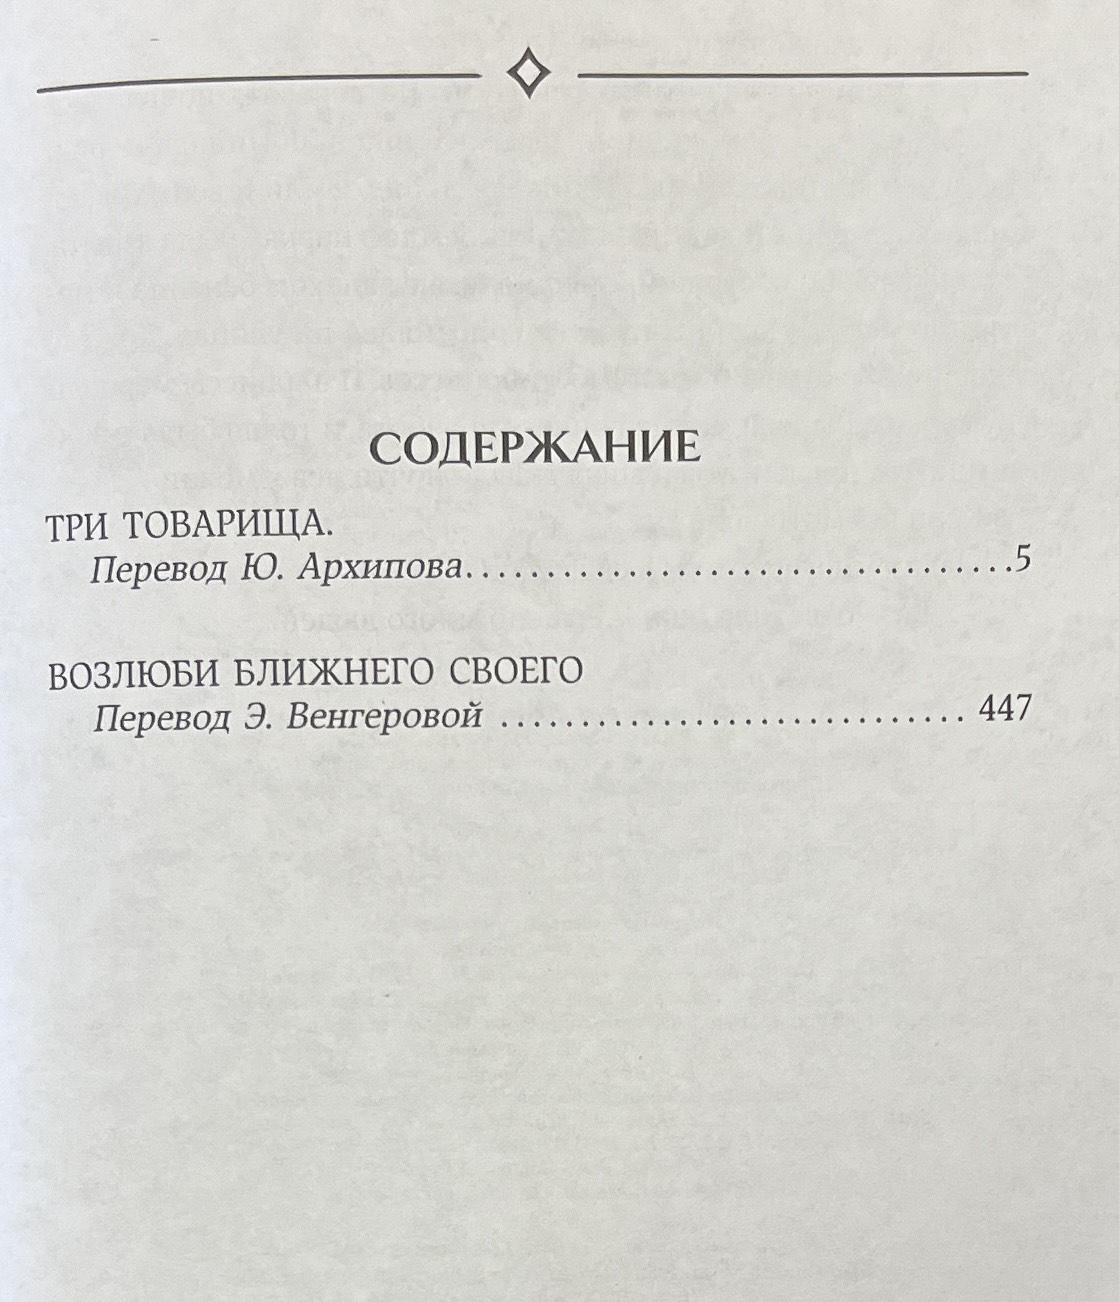 СОДЕРЖАНИЕ
ТРИ ТОВАРИЩА.
Перевод Ю. Архипова..................................5
ВОЗЛЮБИ БЛИЖНЕГО СВОЕГО
Перевод Э. Венгеровой ............................. 447